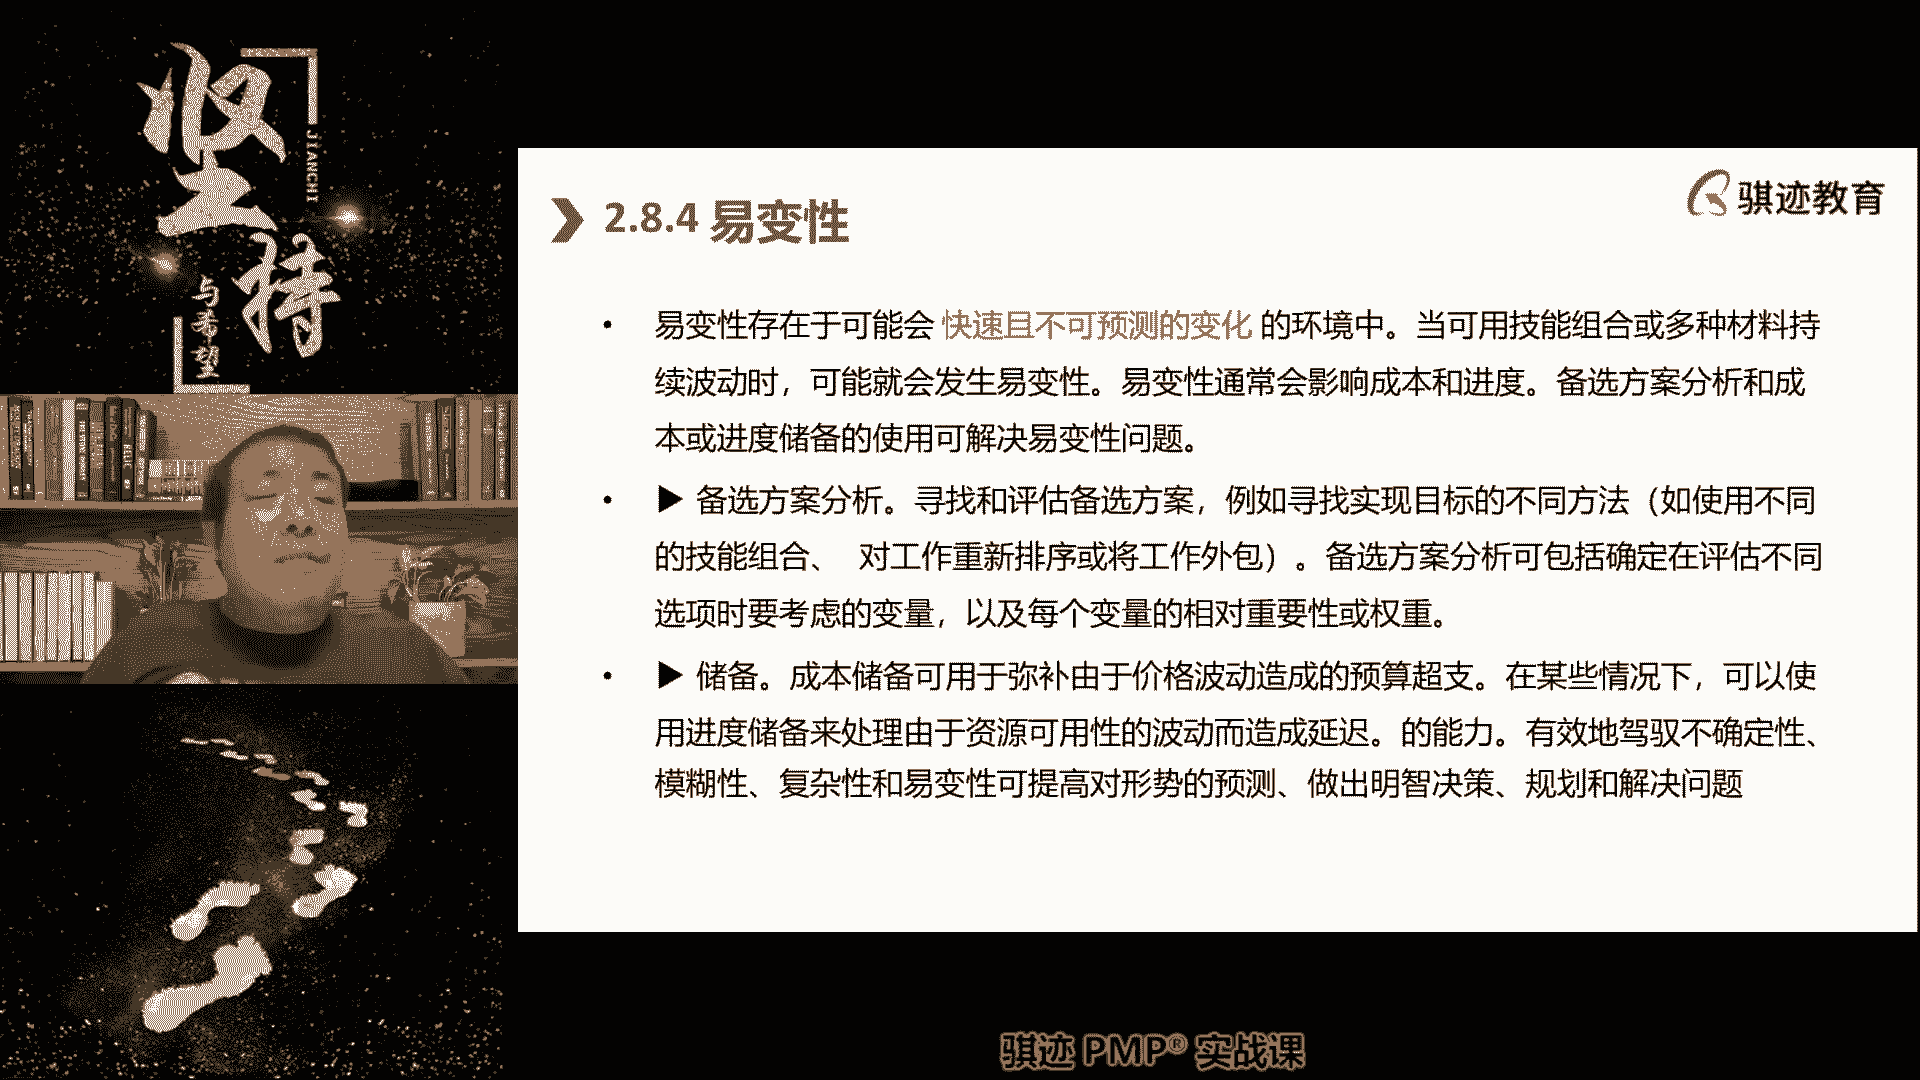 坚持
JIANCHI
与希望
骐迹教育
2.8.4 易变性
• 易变性存在于可能会 快速且不可预测的变化 的环境中。当可用技能组合或多种材料持
续波动时，可能就会发生易变性。易变性通常会影响成本和进度。备选方案分析和成
本或进度储备的使用可解决易变性问题。
• ▶ 备选方案分析。寻找和评估备选方案，例如寻找实现目标的不同方法（如使用不同
的技能组合、 对工作重新排序或将工作外包）。备选方案分析可包括确定在评估不同
选项时要考虑的变量，以及每个变量的相对重要性或权重。
• ▶ 储备。成本储备可用于弥补由于价格波动造成的预算超支。在某些情况下，可以使
用进度储备来处理由于资源可用性的波动而造成延迟。的能力。有效地驾驭不确定性、
模糊性、复杂性和易变性可提高对形势的预测、做出明智决策、规划和解决问题
骐迹 PMP® 实战课